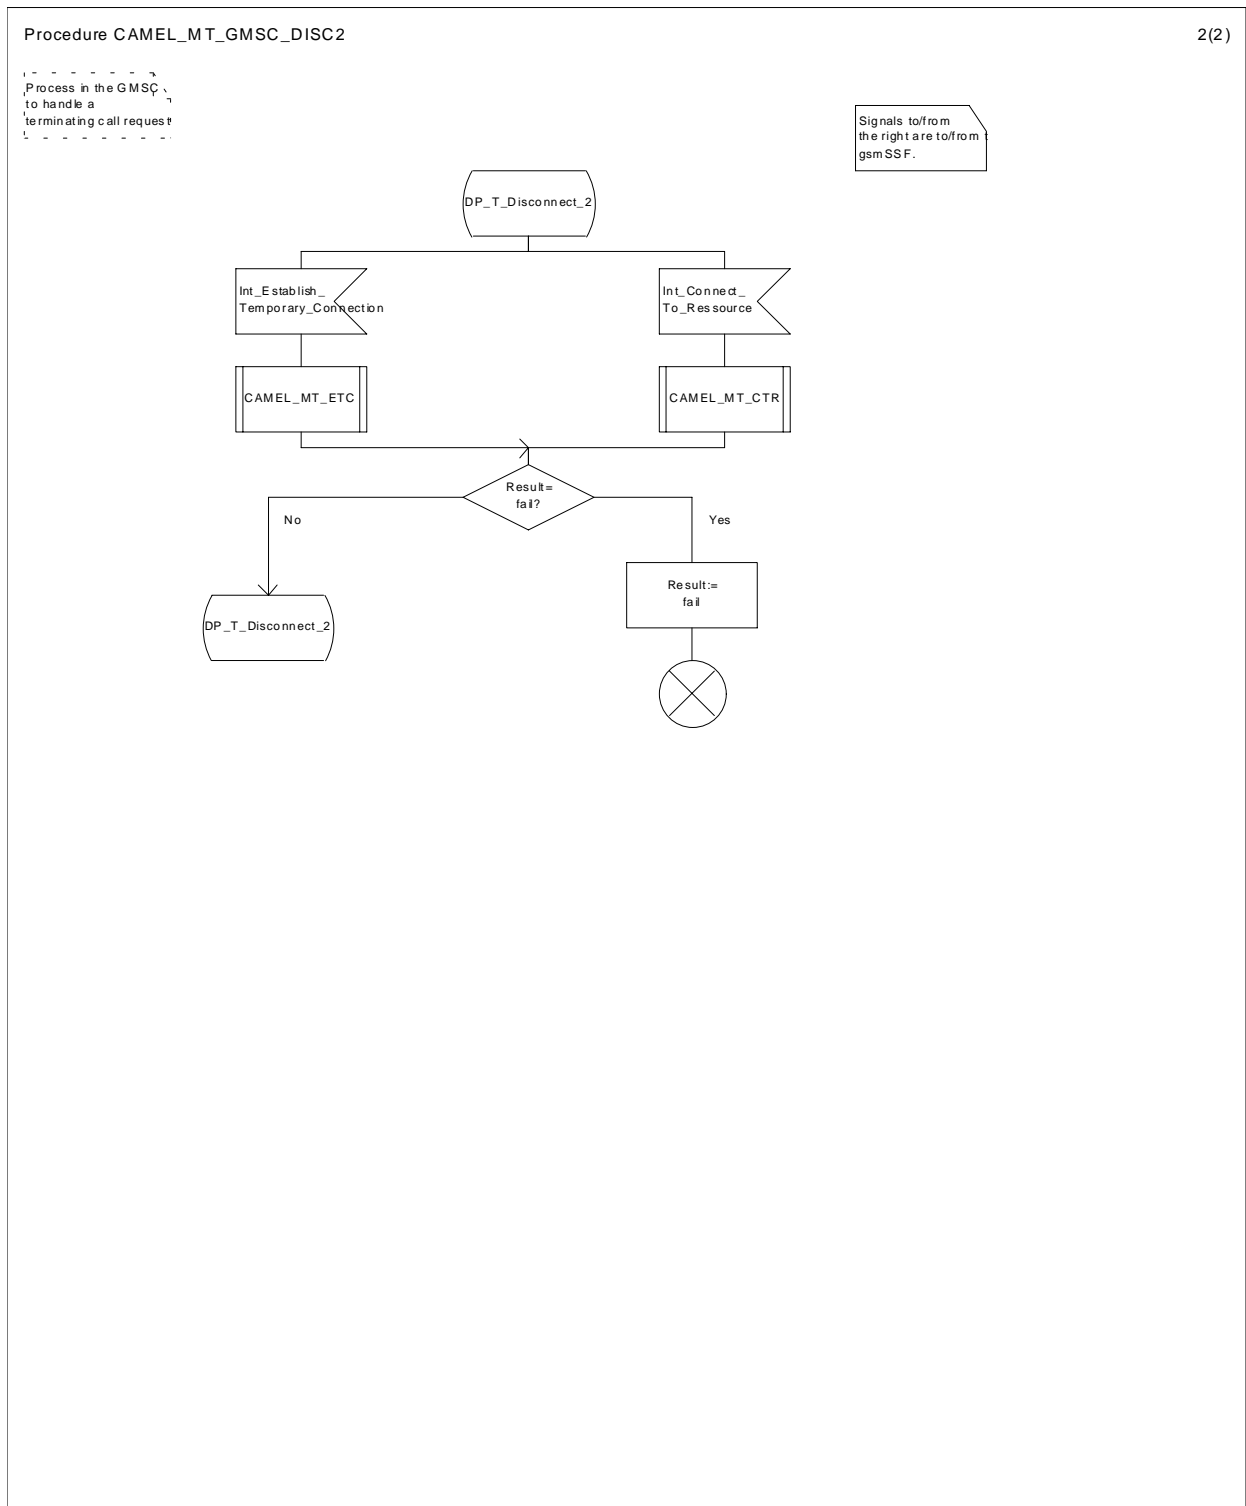 Procedure CAMEL_MT_GMSC_DISC2
2(2)
Process in the GMSC
to handle a
terminating call request
Signals to/from
the right are to/from t
gsmSSF.
DP_T_Disconnect_2
Int_Establish_
Temporary_Connection
Int_Connect_
To_Ressource
CAMEL_MT_ETC
CAMEL_MT_CTR
Result=
fail?
No
Yes
Result:=
fail
DP_T_Disconnect_2